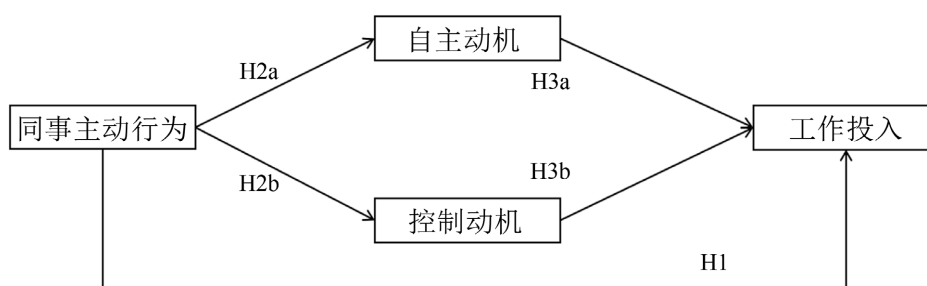 自主动机
H2a
H3a
同事主动行为
工作投入
H2b
H3b
控制动机
H1